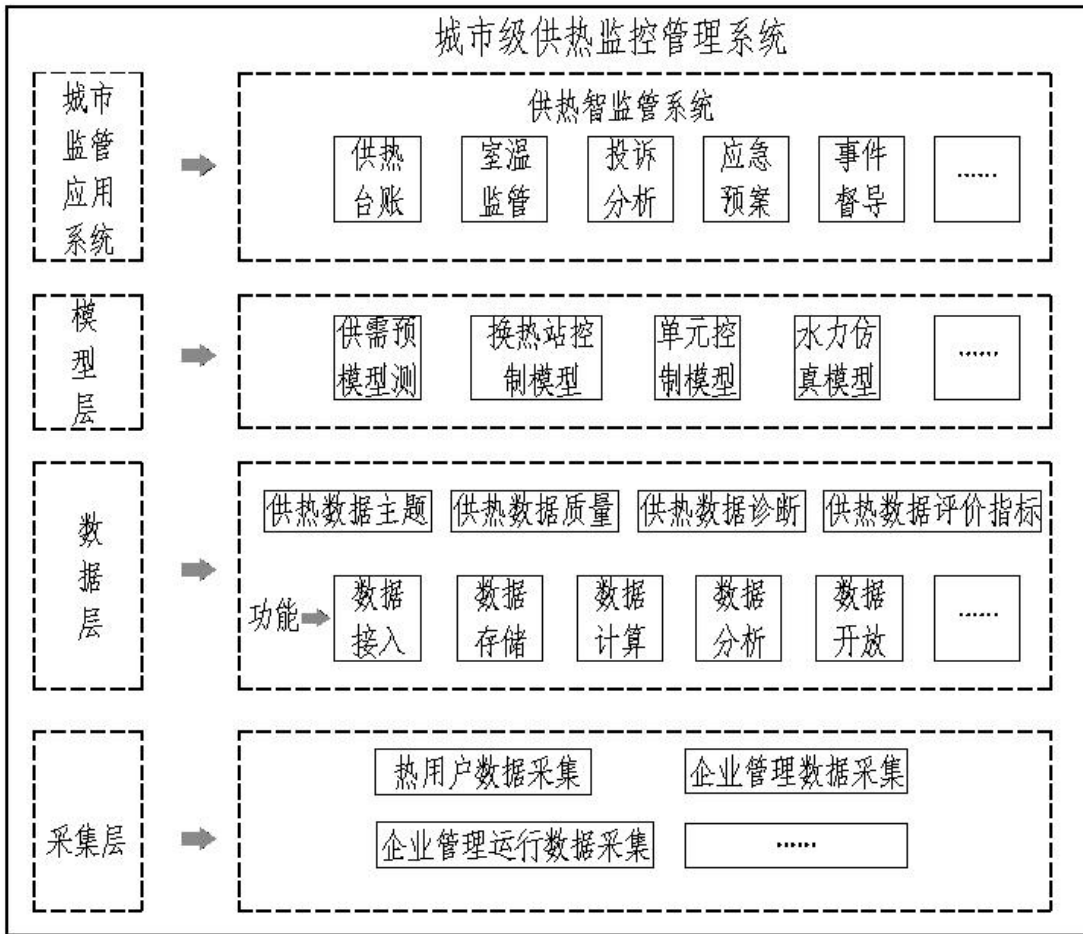 城市级供热监控管理系统
城市
监管
应用
系统
供热智监管系统
供热
台账
室温
监管
投诉
分析
应急
预案
事件
督导
......
模
型
层
供需预
模型测
换热站控
制模型
单元控
制模型
水力仿
真模型
......
数
据
层
供热数据主题
供热数据质量
供热数据诊断
供热数据评价指标
功能
数据
接入
数据
存储
数据
计算
数据
分析
数据
开放
......
采集层
热用户数据采集
企业管理数据采集
企业管理运行数据采集
......